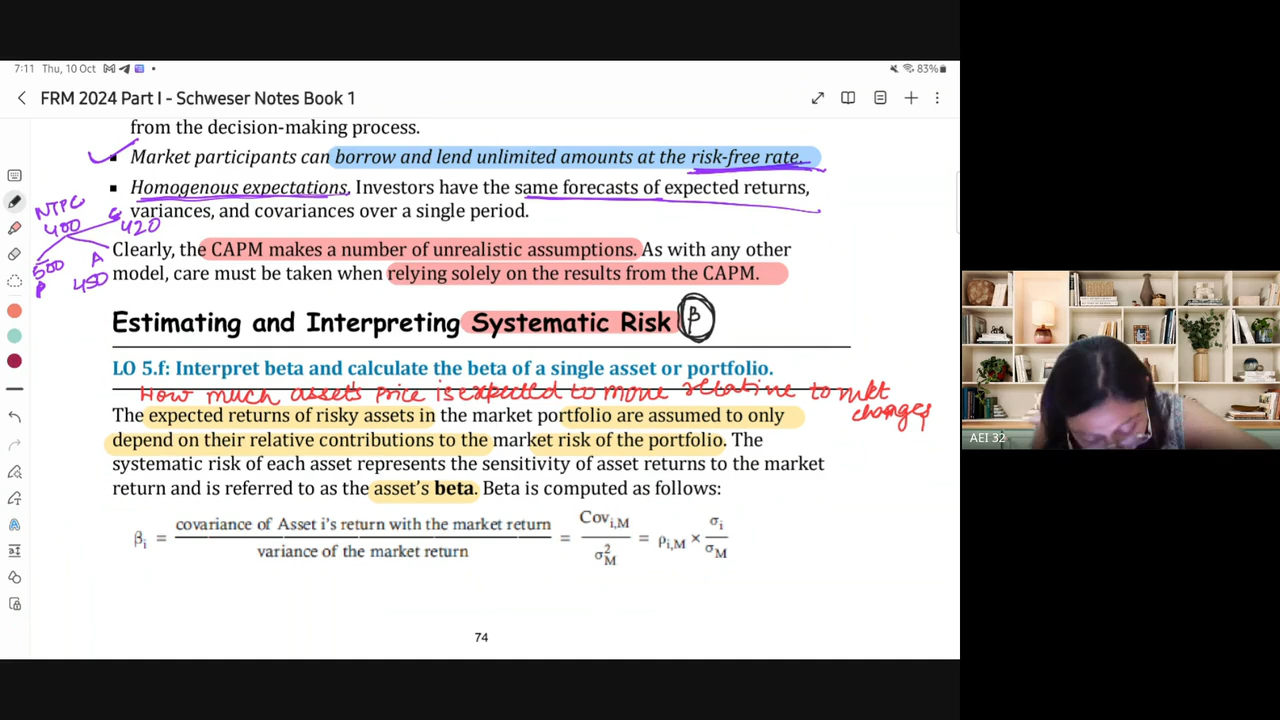 7:11 Thu, 10 Oct
83%
FRM 2024 Part I - Schweser Notes Book 1
from the decision-making process.
▪ Market participants can borrow and lend unlimited amounts at the risk-free rate.
▪ Homogenous expectations. Investors have the same forecasts of expected returns,
variances, and covariances over a single period.
NTPC
400
420
500
P
A
450
Clearly, the CAPM makes a number of unrealistic assumptions. As with any other
model, care must be taken when relying solely on the results from the CAPM.
Estimating and Interpreting Systematic Risk β
LO 5.f: Interpret beta and calculate the beta of a single asset or portfolio.
How much asset's price is expected to move relative to mkt
changes
The expected returns of risky assets in the market portfolio are assumed to only
depend on their relative contributions to the market risk of the portfolio. The
systematic risk of each asset represents the sensitivity of asset returns to the market
return and is referred to as the asset's beta. Beta is computed as follows:
βi = covariance of Asset i's return with the market return / variance of the market return = Covi,M / σ²M = ρi,M × σi / σM
74
AEI 32